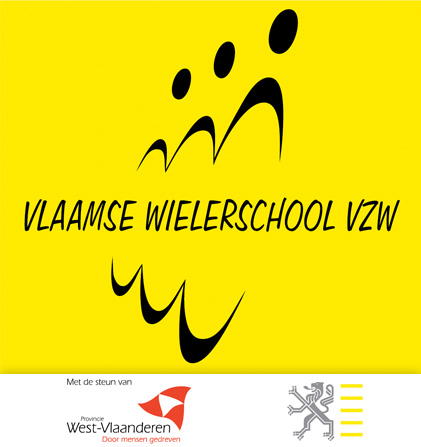 VLAAMSE WIELERSCHOOL VZW
Met de steun van
Provincie
West-Vlaanderen
Door mensen gedreven